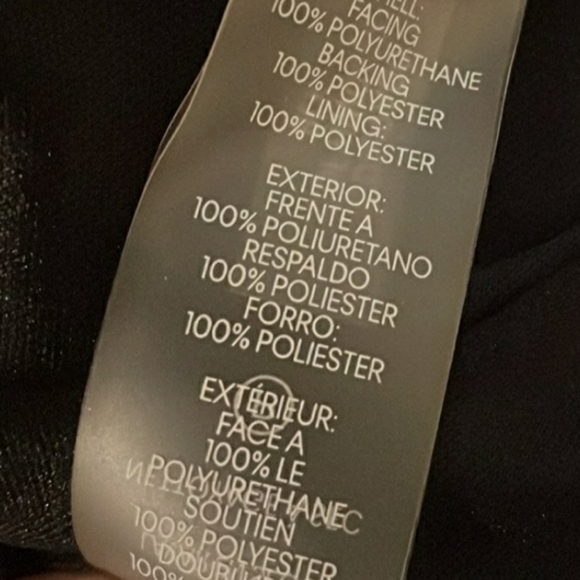 FACING
100% POLYURETHANE
BACKING
100% POLYESTER
LINING:
100% POLYESTER
EXTERIOR:
FRENTE A
100% POLIURETANO
RESPALDO
100% POLIESTER
FORRO:
100% POLIESTER
EXTÉRIEUR:
FACE A
100% LE
POLYURETHANE
SOUTIEN
100% POLYESTER
100%